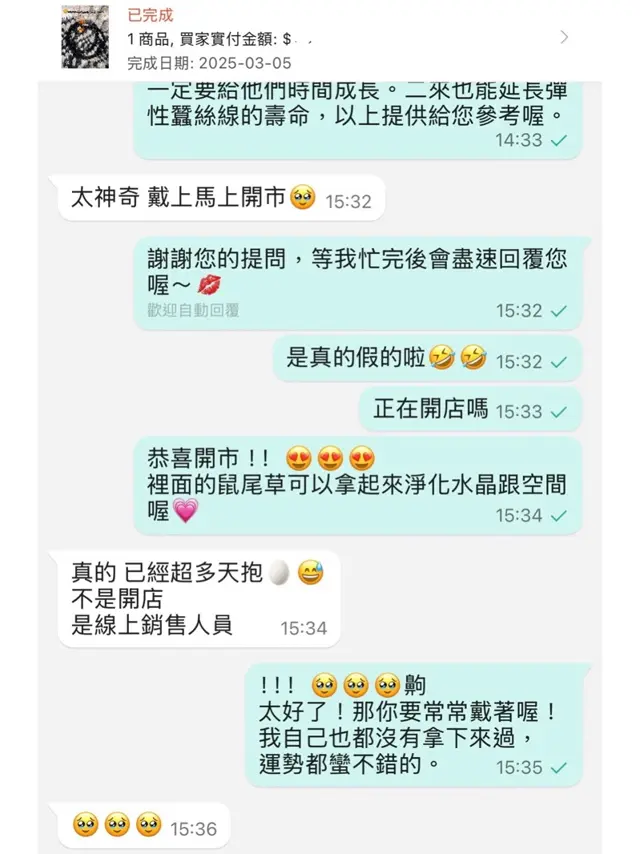 已完成
1 商品, 買家實付金額: $
完成日期: 2025-03-05
一定要給他們時間成長。二來也能延長彈
性蠶絲線的壽命，以上提供給您參考喔。
14:33
太神奇 戴上馬上開市🥹 15:32
謝謝您的提問，等我忙完後會盡速回覆您
喔～💋
歡迎自動回覆 15:32
是真的假的啦🤣🤣 15:32
正在開店嗎 15:33
恭喜開市 !! 😍😍😍
裡面的鼠尾草可以拿起來淨化水晶跟空間
喔💗 15:34
真的 已經超多天抱🥚😅
不是開店
是線上銷售人員 15:34
!!! 🥹🥹🥹齁
太好了！那你要常常戴著喔！
我自己也都沒有拿下來過，
運勢都蠻不錯的。 15:35
🥹🥹🥹 15:36